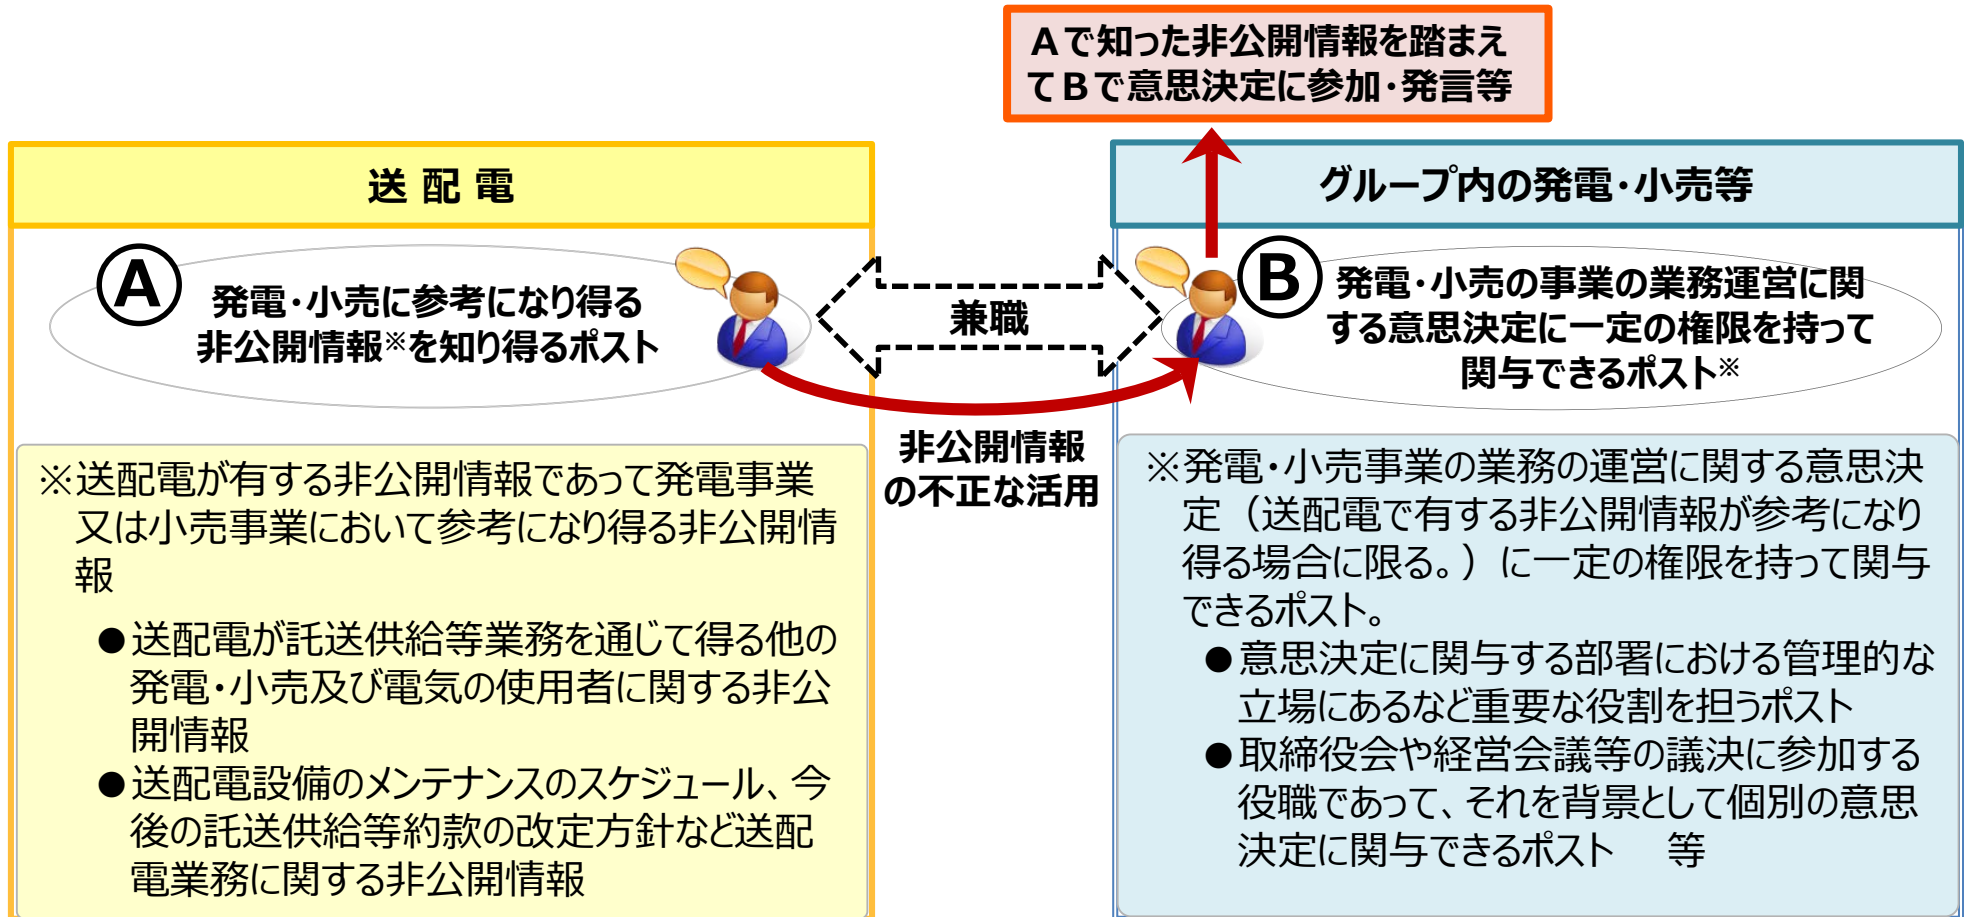 Aで知った非公開情報を踏まえ
てBで意思決定に参加・発言等
送 配 電
グループ内の発電・小売等
A
発電・小売に参考になり得る
非公開情報※を知り得るポスト
兼職
B
発電・小売の事業の業務運営に関
する意思決定に一定の権限を持って
関与できるポスト※
非公開情報
の不正な活用
※送配電が有する非公開情報であって発電事業
又は小売事業において参考になり得る非公開情
報
●送配電が託送供給等業務を通じて得る他の
発電・小売及び電気の使用者に関する非公
開情報
●送配電設備のメンテナンスのスケジュール、今
後の託送供給等約款の改定方針など送配
電業務に関する非公開情報
※発電・小売事業の業務の運営に関する意思決
定（送配電で有する非公開情報が参考になり
得る場合に限る。）に一定の権限を持って関与
できるポスト。
●意思決定に関与する部署における管理的な
立場にあるなど重要な役割を担うポスト
●取締役会や経営会議等の議決に参加する
役職であって、それを背景として個別の意思
決定に関与できるポスト　等